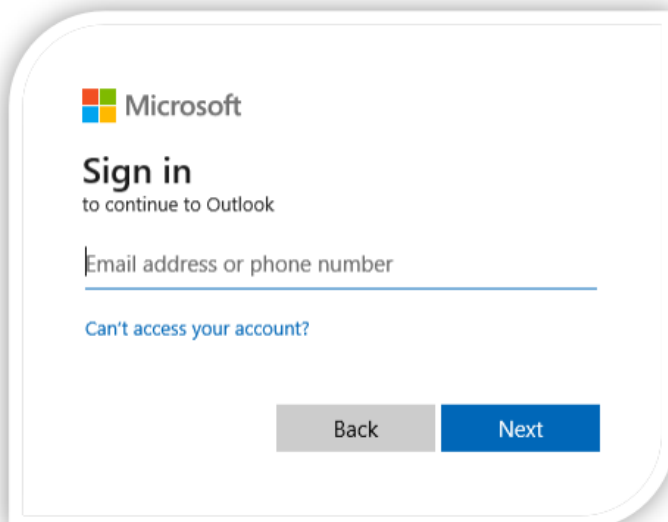 Microsoft
Sign in
to continue to Outlook
Email address or phone number
Can't access your account?
Back Next